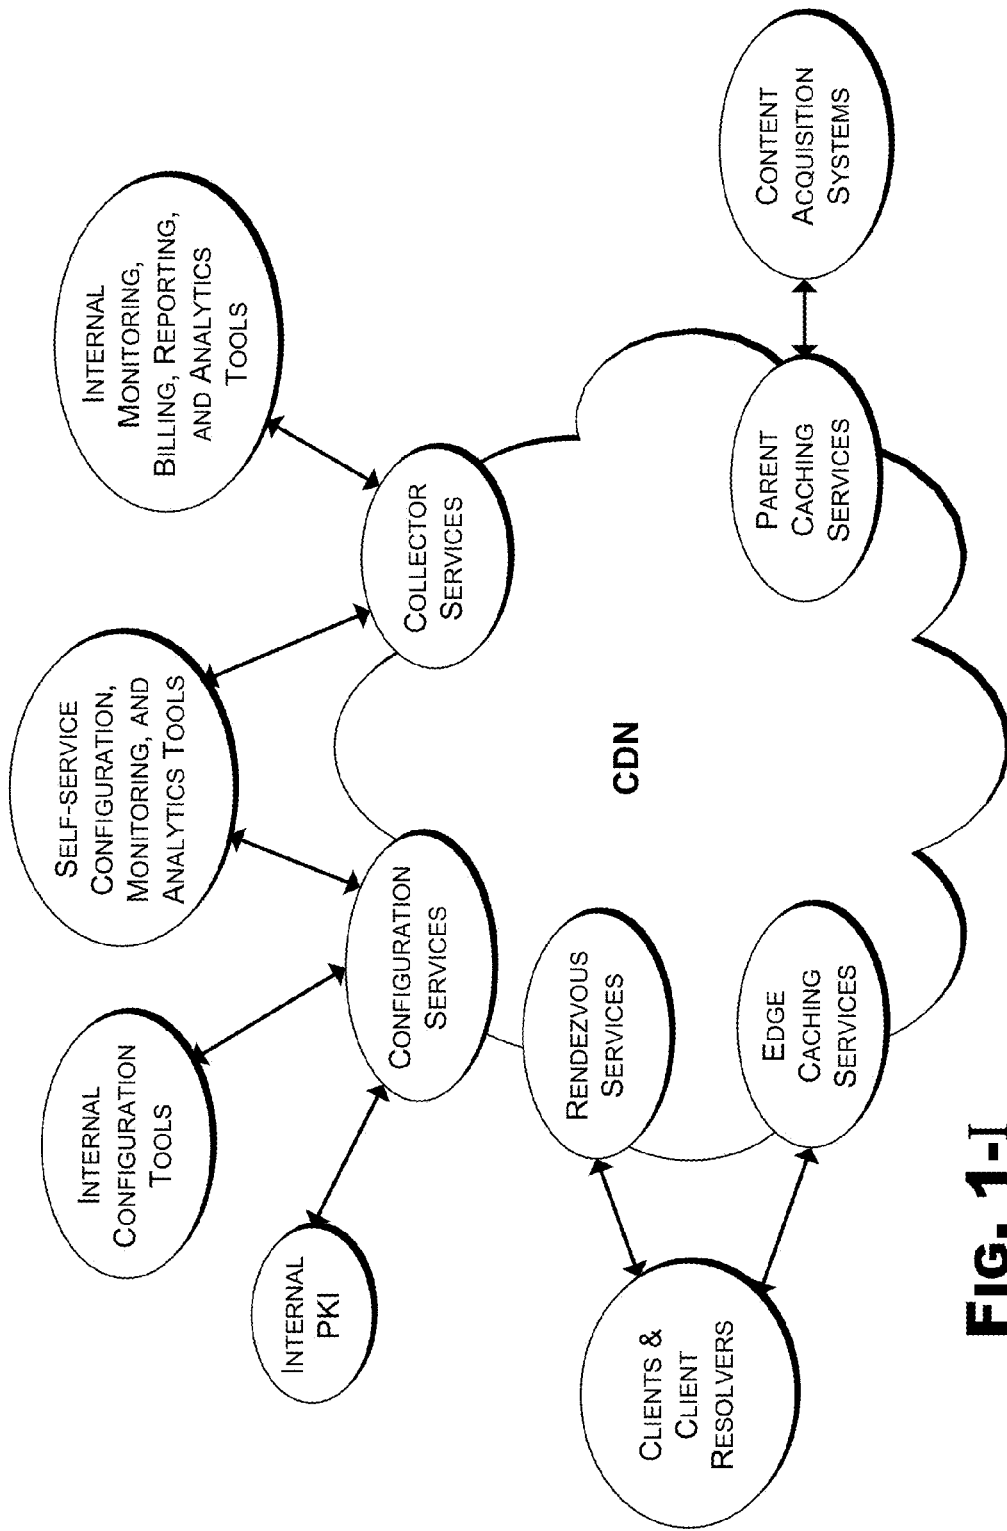 INTERNAL
PKI
INTERNAL
CONFIGURATION
TOOLS
SELF-SERVICE
CONFIGURATION,
MONITORING, AND
ANALYTICS TOOLS
INTERNAL
MONITORING,
BILLING, REPORTING,
AND ANALYTICS
TOOLS
CONFIGURATION
SERVICES
COLLECTOR
SERVICES
CLIENTS &
CLIENT
RESOLVERS
RENDEZVOUS
SERVICES
EDGE
CACHING
SERVICES
CDN
PARENT
CACHING
SERVICES
CONTENT
ACQUISITION
SYSTEMS
FIG. 1-I